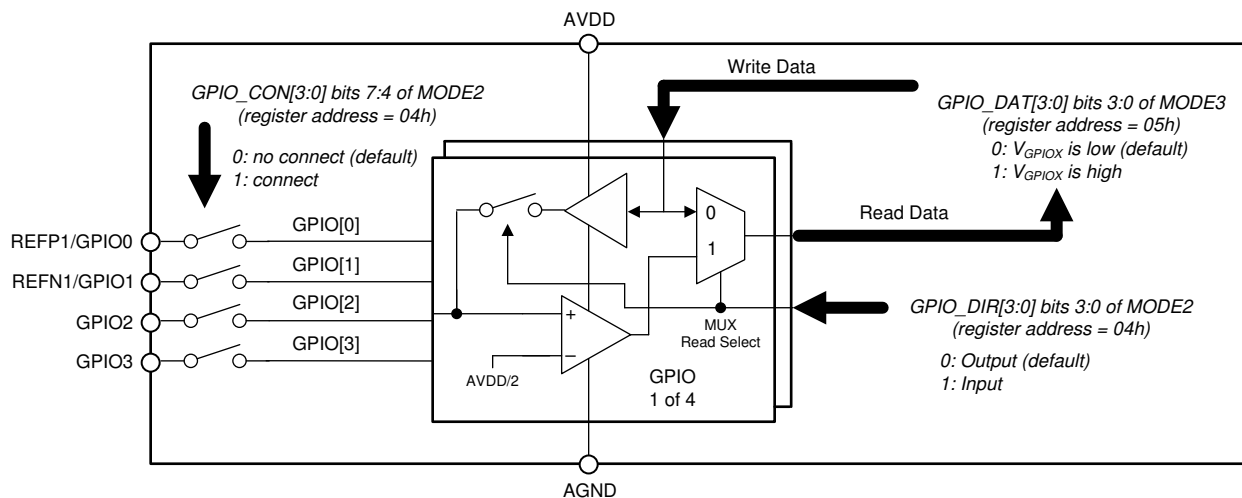 AVDD
Write Data
GPIO_CON[3:0] bits 7:4 of MODE2
(register address = 04h)
0: no connect (default)
1: connect
GPIO_DAT[3:0] bits 3:0 of MODE3
(register address = 05h)
0: VGPIOX is low (default)
1: VGPIOX is high
Read Data
REFP1/GPIO0
GPIO[0]
REFN1/GPIO1
GPIO[1]
GPIO2
GPIO[2]
GPIO3
GPIO[3]
0
1
+
−
AVDD/2
MUX
Read Select
GPIO
1 of 4
GPIO_DIR[3:0] bits 3:0 of MODE2
(register address = 04h)
0: Output (default)
1: Input
AGND